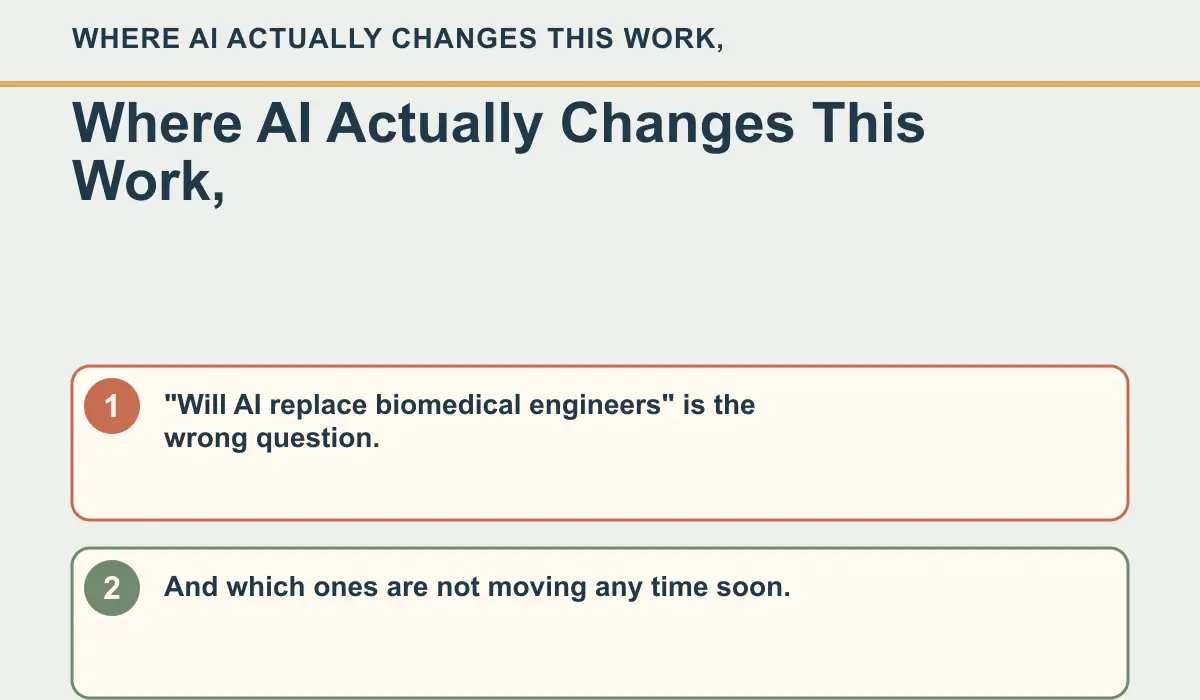 WHERE AI ACTUALLY CHANGES THIS WORK,
Where AI Actually Changes This
Work,
1
"Will AI replace biomedical engineers" is the
wrong question.
2
And which ones are not moving any time soon.